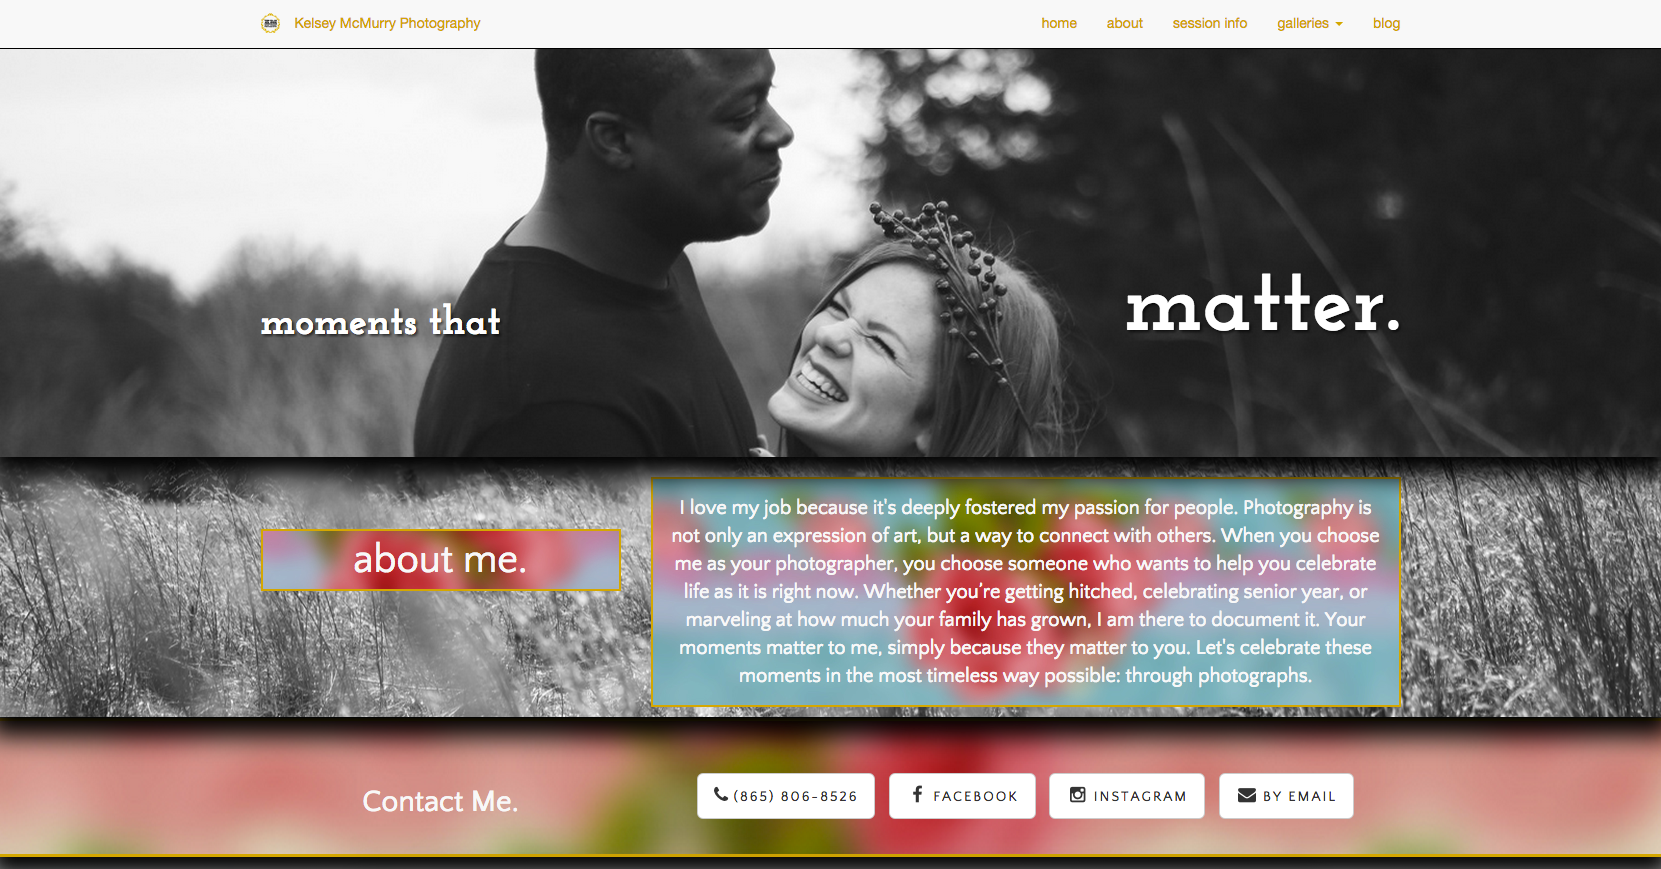 Kelsey McMurry Photography
home about session info galleries blog
moments that
matter.
about me.
I love my job because it's deeply fostered my passion for people. Photography is
not only an expression of art, but a way to connect with others. When you choose
me as your photographer, you choose someone who wants to help you celebrate
life as it is right now. Whether you’re getting hitched, celebrating senior year, or
marveling at how much your family has grown, I am there to document it. Your
moments matter to me, simply because they matter to you. Let's celebrate these
moments in the most timeless way possible: through photographs.
Contact Me.
(865) 806-8526 FACEBOOK INSTAGRAM BY EMAIL